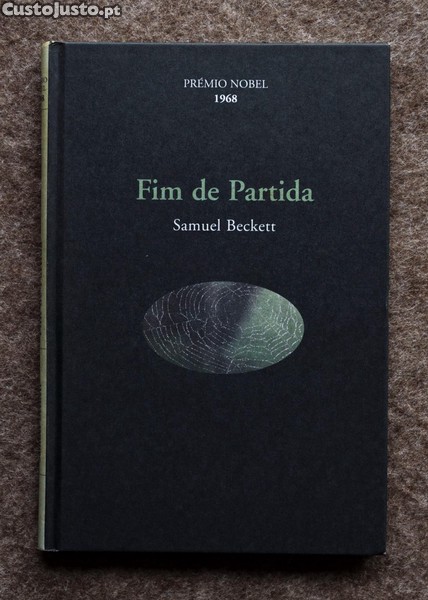 CustoJusto.pt
PRÉMIO NOBEL
1968
Fim de Partida
Samuel Beckett